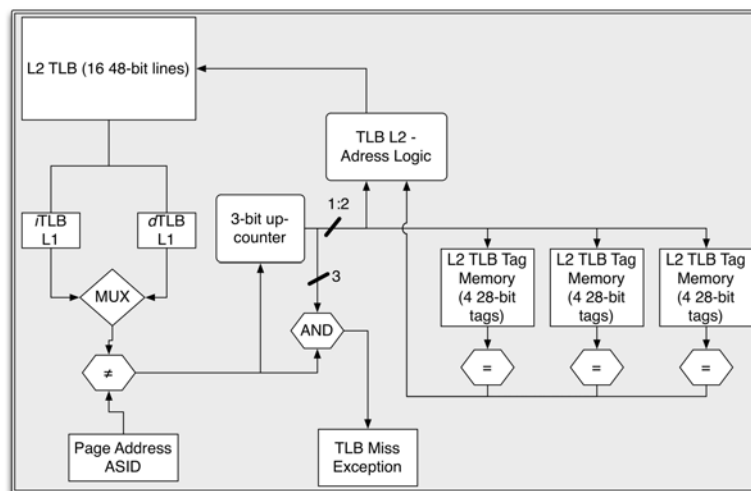 L2 TLB (16 48-bit lines)
TLB L2 -
Adress Logic
iTLB
L1
dTLB
L1
3-bit up-
counter
1:2
3
MUX
AND
≠
L2 TLB Tag
Memory
(4 28-bit
tags)
L2 TLB Tag
Memory
(4 28-bit
tags)
L2 TLB Tag
Memory
(4 28-bit
tags)
=
=
=
Page Address
ASID
TLB Miss
Exception